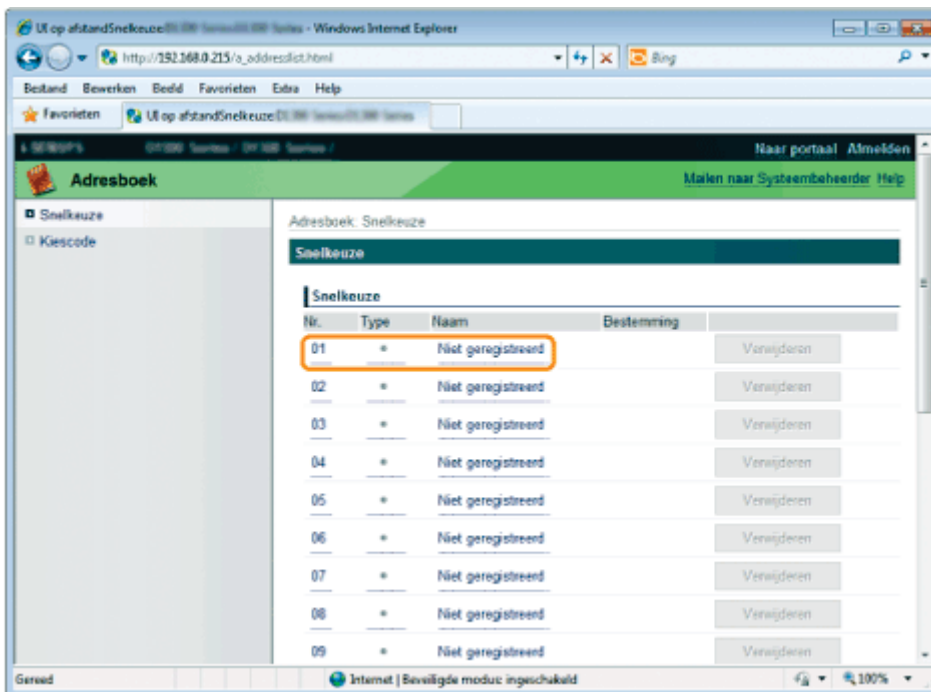 UI op afstandSnelkeuze - Windows Internet Explorer
http://192.168.0.215/a_addresslist.html
Bing
Bestand Bewerken Beeld Favorieten Extra Help
Favorieten UI op afstandSnelkeuze
Naar portaal Afmelden
Adresboek Mailen naar Systeembeheerder Help
Snelkeuze
Kiescode
Adresboek: Snelkeuze
Snelkeuze
Snelkeuze
Nr. Type Naam Bestemming
01 Niet geregistreerd Verwijderen
02 Niet geregistreerd Verwijderen
03 Niet geregistreerd Verwijderen
04 Niet geregistreerd Verwijderen
05 Niet geregistreerd Verwijderen
06 Niet geregistreerd Verwijderen
07 Niet geregistreerd Verwijderen
08 Niet geregistreerd Verwijderen
09 Niet geregistreerd Verwijderen
Gereed Internet | Beveiligde modus: ingeschakeld 100%